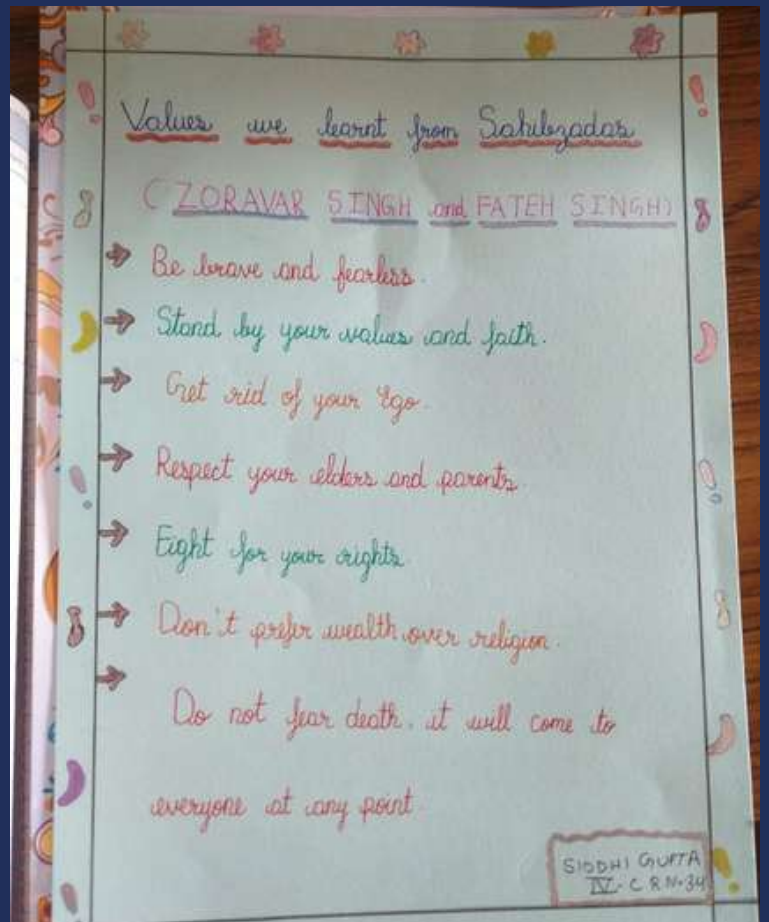 Values we learnt from Sahibzadas
(ZORAVAR SINGH and FATEH SINGH)
→ Be brave and fearless.
→ Stand by your values and faith.
→ Get rid of your Ego.
→ Respect your elders and parents.
→ Fight for your rights.
→ Don't prefer wealth over religion.
→ Do not fear death, it will come to
everyone at any point.
SIDDHI GUPTA
IV-C R.N-34